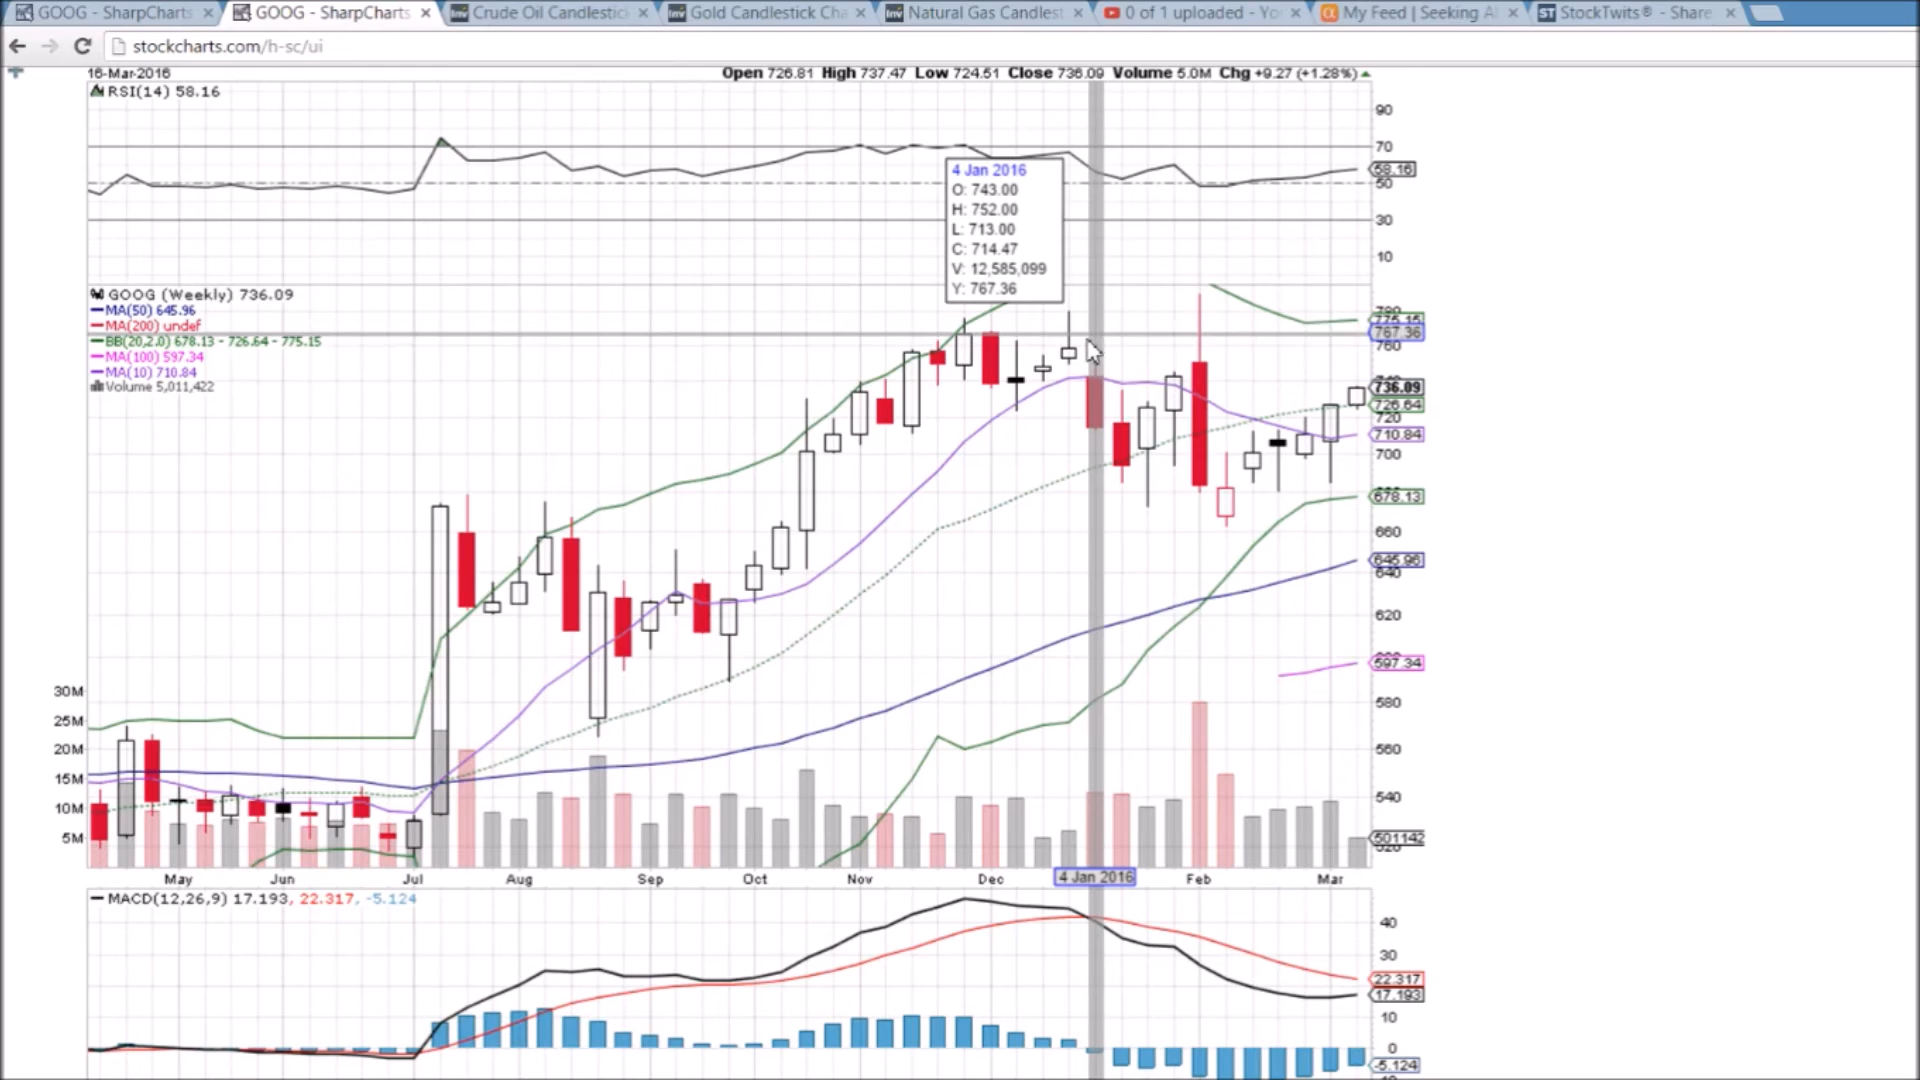 GOOG - SharpCharts
GOOG - SharpCharts
Crude Oil Candlestick
Gold Candlestick Cha
Natural Gas Candlest
0 of 1 uploaded - Yo
My Feed | Seeking Al
StockTwits® - Share
stockcharts.com/h-sc/ui
16-Mar-2016
Open 726.81 High 737.47 Low 724.51 Close 736.09 Volume 5.0M Chg +9.27 (+1.28%)
RSI(14) 58.16
90
70
58.16
50
30
10
4 Jan 2016
O: 743.00
H: 752.00
L: 713.00
C: 714.47
V: 12,585,099
Y: 767.36
GOOG (Weekly) 736.09
MA(50) 645.96
MA(200) undef
BB(20,2.0) 678.13 - 726.64 - 775.15
MA(100) 597.34
MA(10) 710.84
Volume 5,011,422
780
775.15
767.36
760
736.09
726.64
720
710.84
700
678.13
660
645.96
640
620
597.34
580
560
540
501142
520
30M
25M
20M
15M
10M
5M
May Jun Jul Aug Sep Oct Nov Dec 4 Jan 2016 Feb Mar
MACD(12,26,9) 17.193, 22.317, -5.124
40
30
22.317
17.193
10
0
-5.124